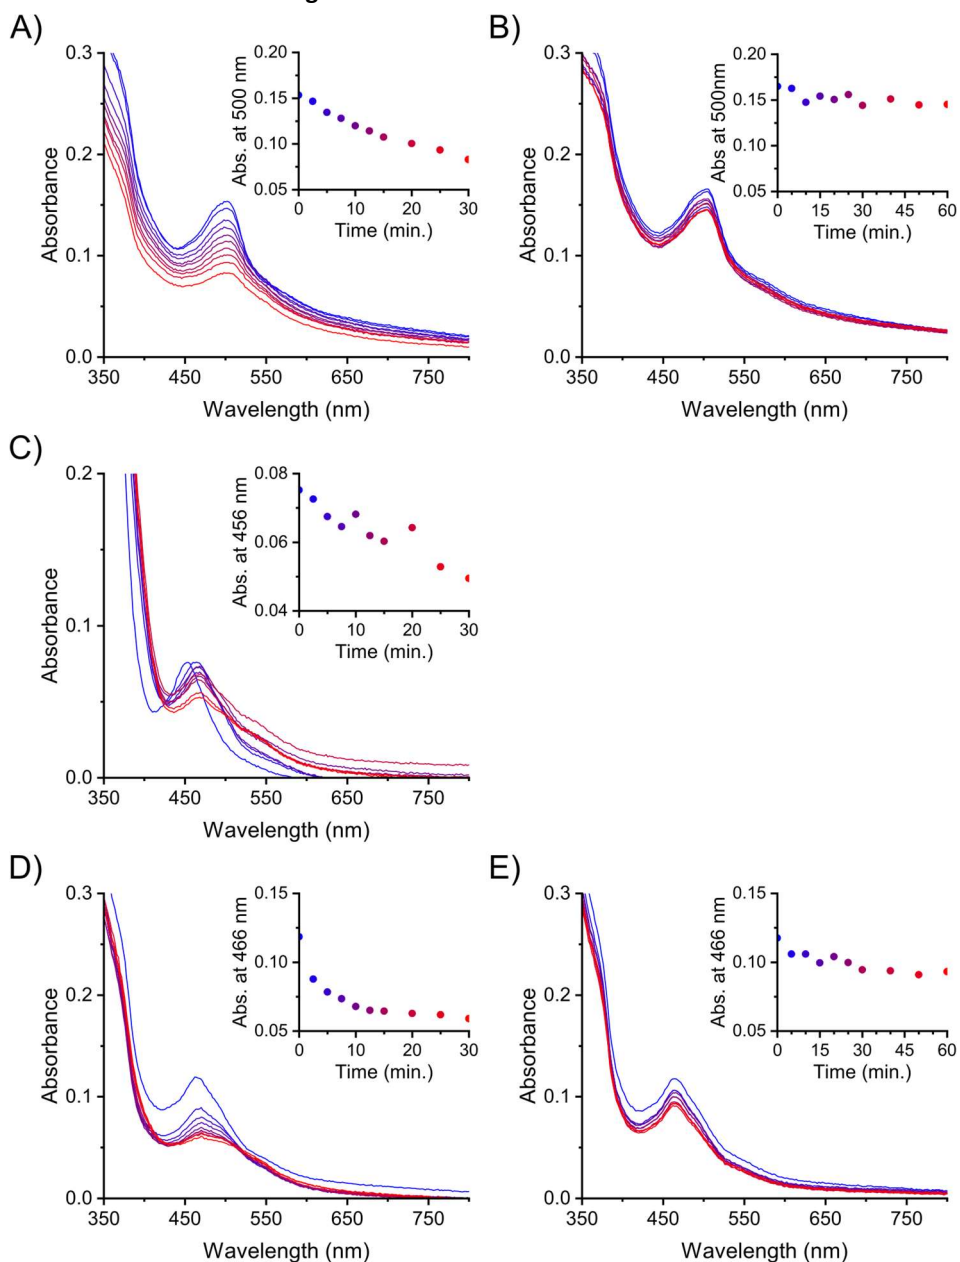 A)
0.3
0.2
0.1
0.0
Absorbance
350 450 550 650 750
Wavelength (nm)
0.20
0.15
0.10
0.05
Abs. at 500 nm
0 10 20 30
Time (min.)
B)
0.3
0.2
0.1
0.0
Absorbance
350 450 550 650 750
Wavelength (nm)
0.20
0.15
0.10
0.05
Abs at 500nm
0 15 30 45 60
Time (min.)
C)
0.2
0.1
0.0
Absorbance
350 450 550 650 750
Wavelength (nm)
0.08
0.06
0.04
Abs. at 456 nm
0 10 20 30
Time (min.)
D)
0.3
0.2
0.1
0.0
Absorbance
350 450 550 650 750
Wavelength (nm)
0.15
0.10
0.05
Abs. at 466 nm
0 10 20 30
Time (min.)
E)
0.3
0.2
0.1
0.0
Absorbance
350 450 550 650 750
Wavelength (nm)
0.15
0.10
0.05
Abs. at 466 nm
0 15 30 45 60
Time (min.)